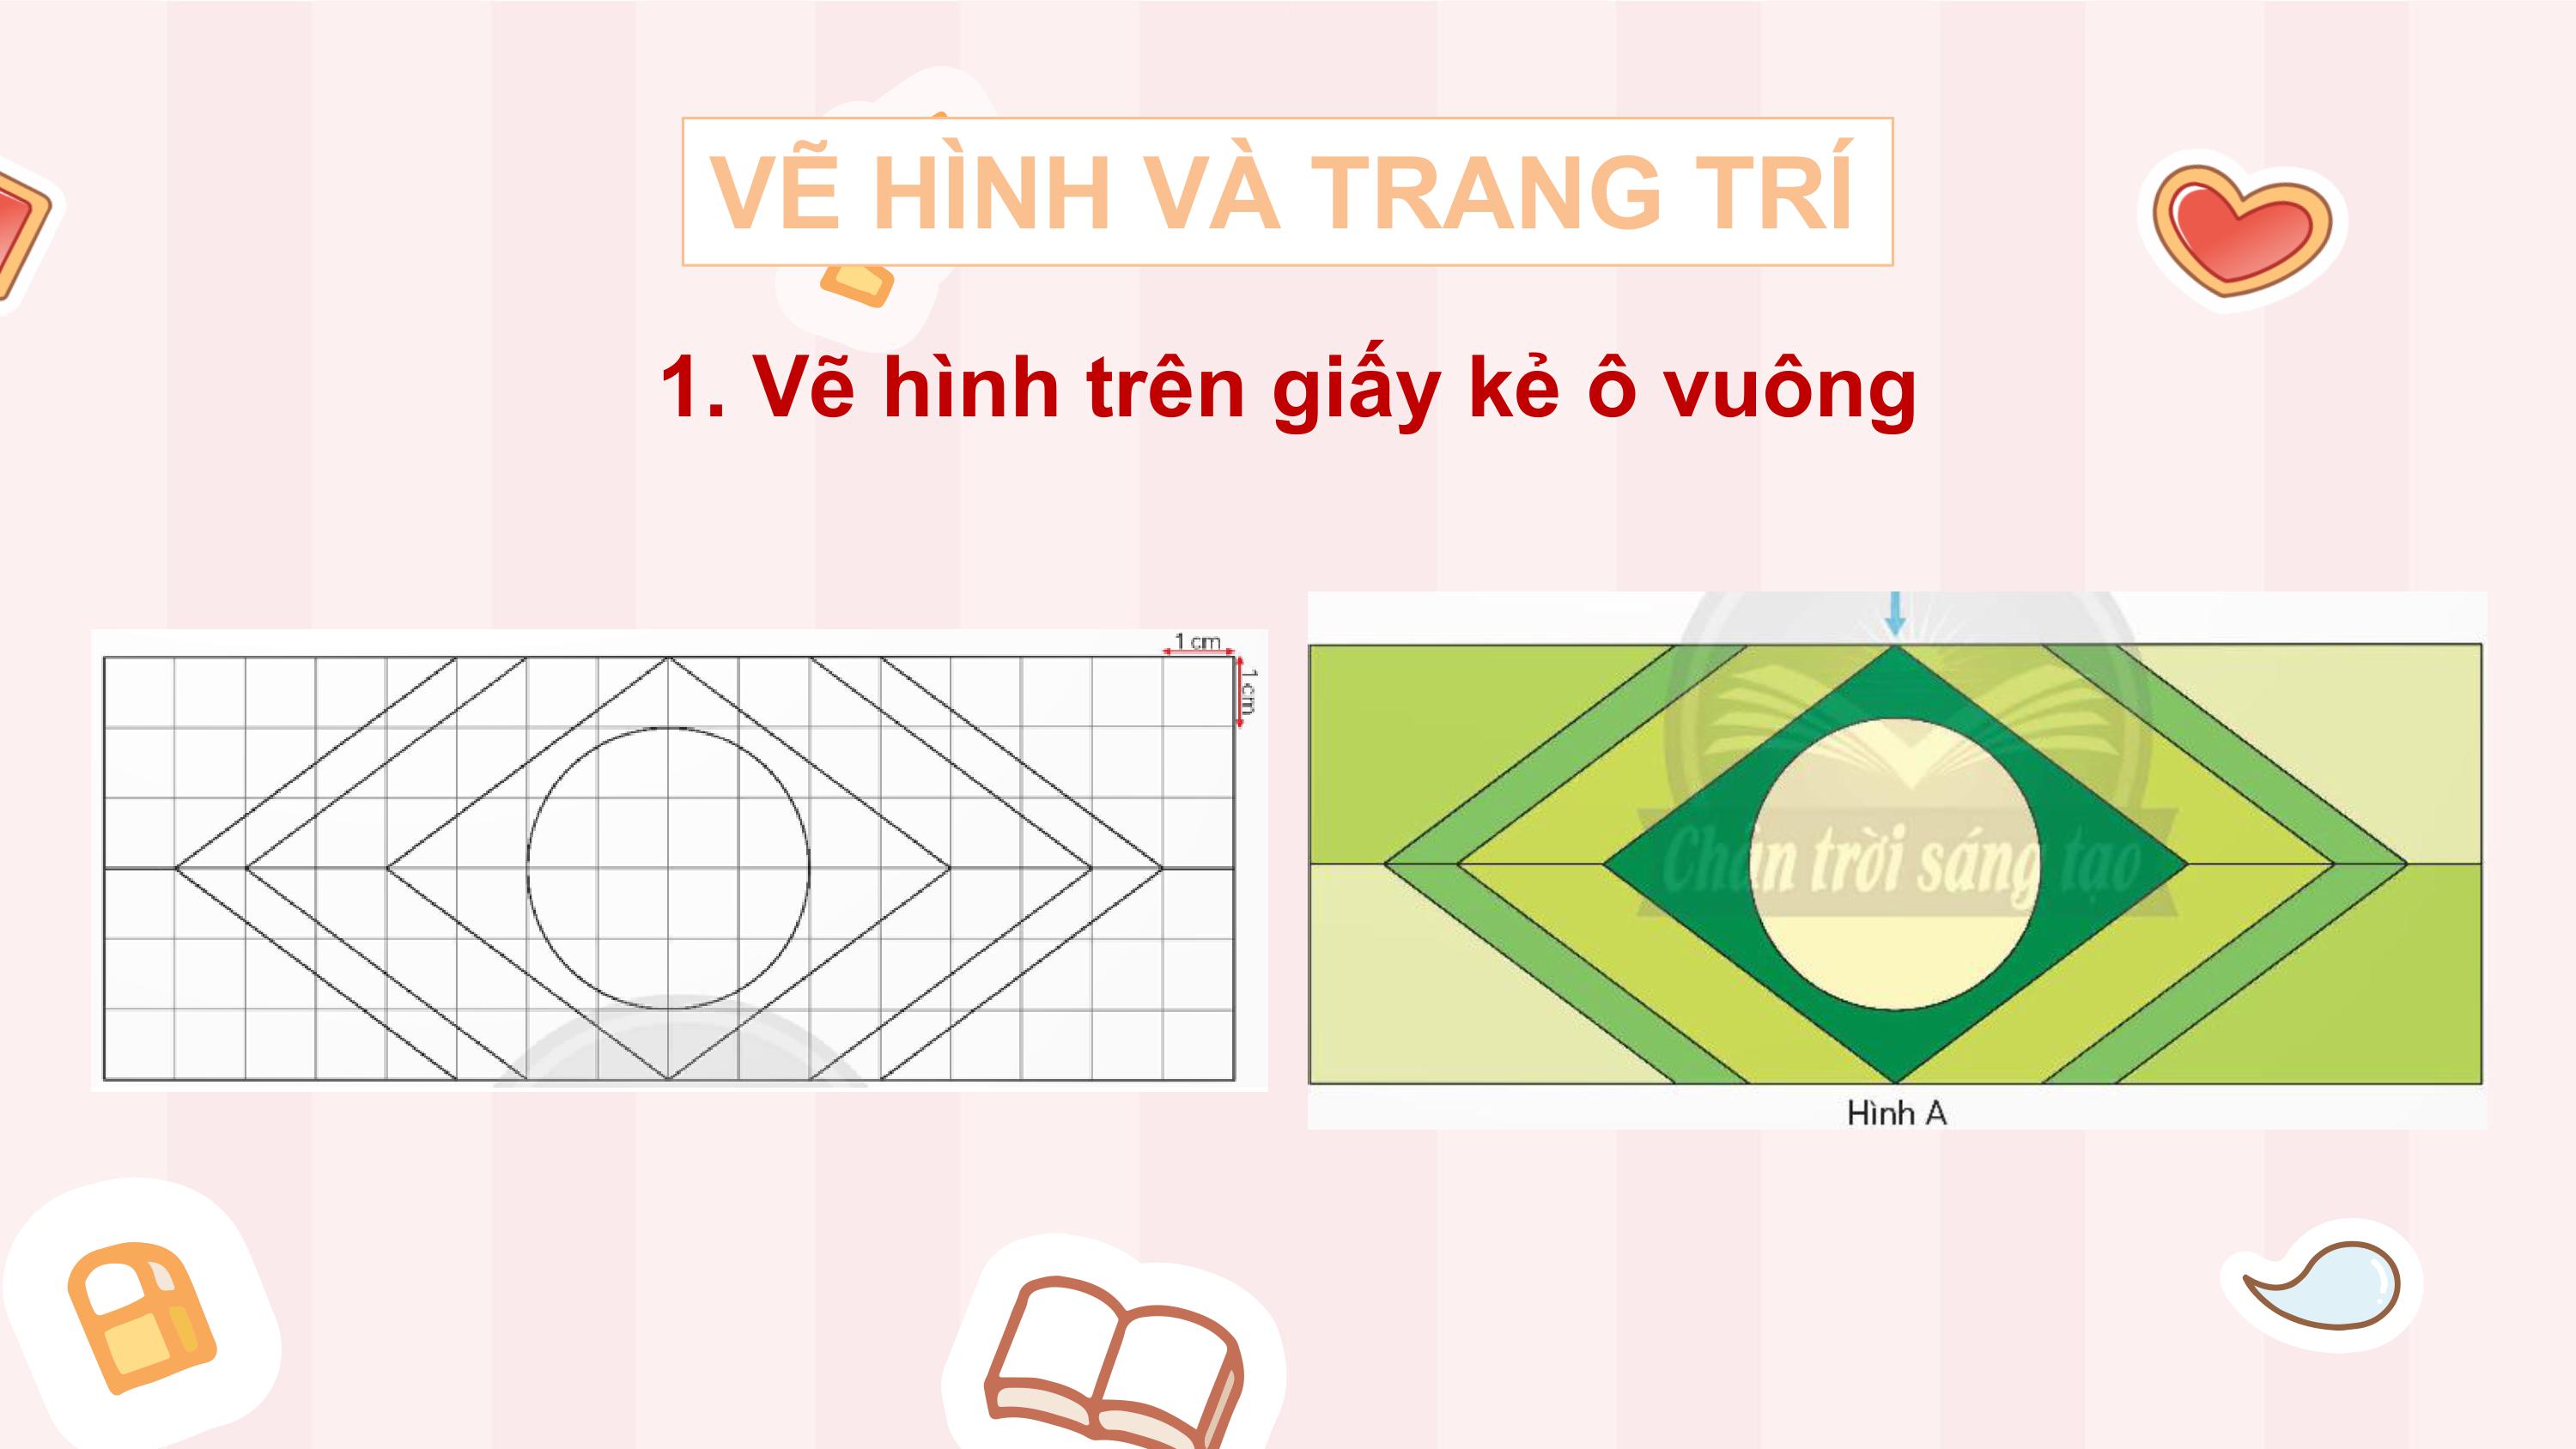 VẼ HÌNH VÀ TRANG TRÍ
1. Vẽ hình trên giấy kẻ ô vuông
1 cm
1 cm
Chân trời sáng tạo
Hình A